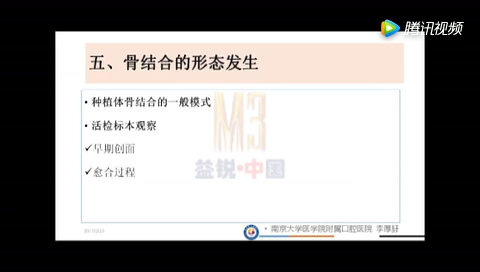 腾讯视频
五、骨结合的形态发生
• 种植体骨结合的一般模式
• 活检标本观察
✓早期创面
✓愈合过程
M3
益锐·中国
• 南京大学医学院附属口腔医院 李厚轩